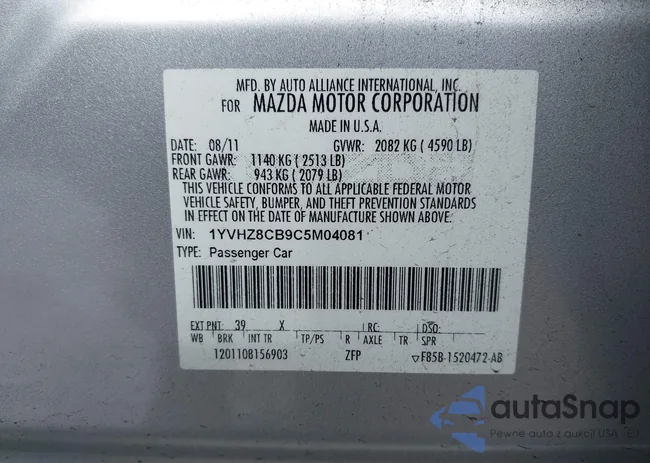 MFD. BY AUTO ALLIANCE INTERNATIONAL, INC.
FOR MAZDA MOTOR CORPORATION
MADE IN U.S.A.
DATE: 08/11 GVWR: 2082 KG ( 4590 LB)
FRONT GAWR: 1140 KG ( 2513 LB)
REAR GAWR: 943 KG ( 2079 LB)
THIS VEHICLE CONFORMS TO ALL APPLICABLE FEDERAL MOTOR
VEHICLE SAFETY, BUMPER, AND THEFT PREVENTION STANDARDS
IN EFFECT ON THE DATE OF MANUFACTURE SHOWN ABOVE.
VIN: 1YVHZ8CB9C5M04081
TYPE: Passenger Car
EXT PNT: 39 X RC: DSO:
WB BRK INT TR TP/PS R AXLE TR SPR
1201108156903 ZFP ▽FB5B-1520472-AB
autaSnap
Pewne auto z aukcji USA - EU